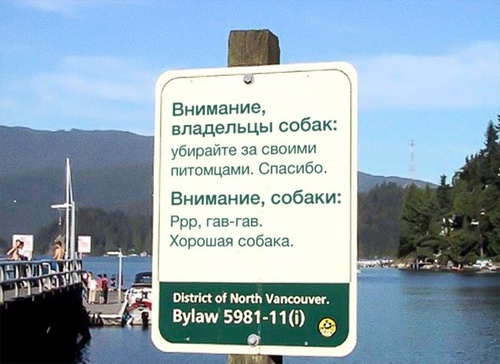 Внимание,
владельцы собак:
убирайте за своими
питомцами. Спасибо.
Внимание, собаки:
Ррр, гав-гав.
Хорошая собака.
District of North Vancouver.
Bylaw 5981-11(i)